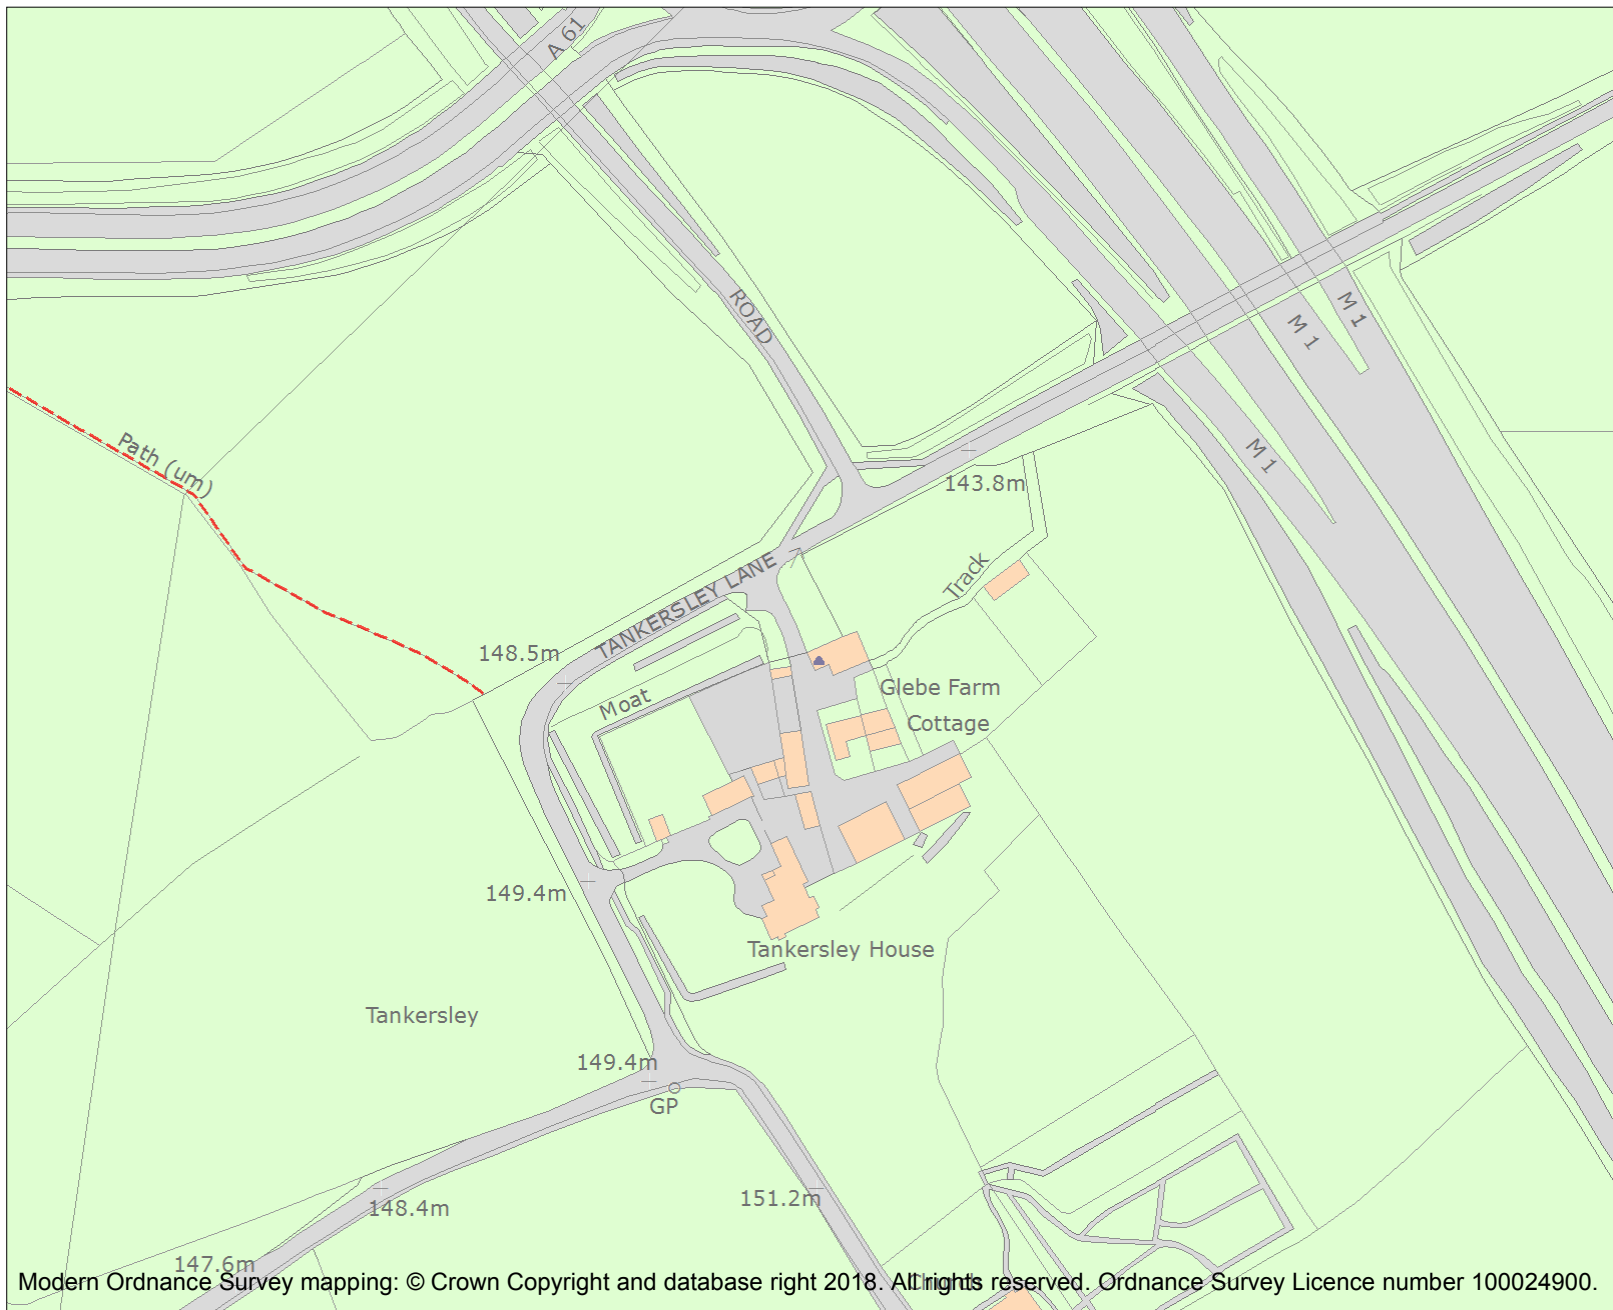 A 61
ROAD
M 1
M 1
M 1
Path (um)
143.8m
TANKERSLEY LANE
Track
148.5m
Moat
Glebe Farm
Cottage
149.4m
Tankersley House
Tankersley
149.4m
GP
151.2m
148.4m
147.6m
Church
Modern Ordnance Survey mapping: © Crown Copyright and database right 2018. All rights reserved. Ordnance Survey Licence number 100024900.